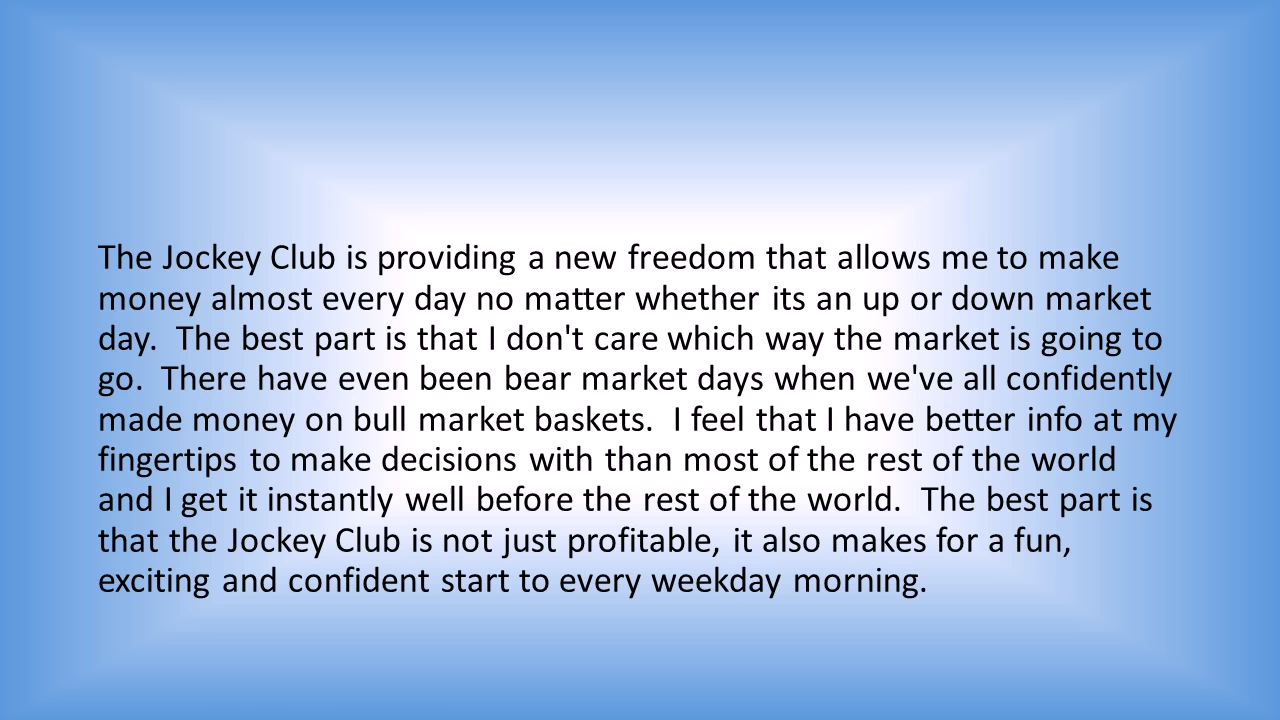 The Jockey Club is providing a new freedom that allows me to make
money almost every day no matter whether its an up or down market
day.  The best part is that I don't care which way the market is going to
go.  There have even been bear market days when we've all confidently
made money on bull market baskets.  I feel that I have better info at my
fingertips to make decisions with than most of the rest of the world
and I get it instantly well before the rest of the world.  The best part is
that the Jockey Club is not just profitable, it also makes for a fun,
exciting and confident start to every weekday morning.